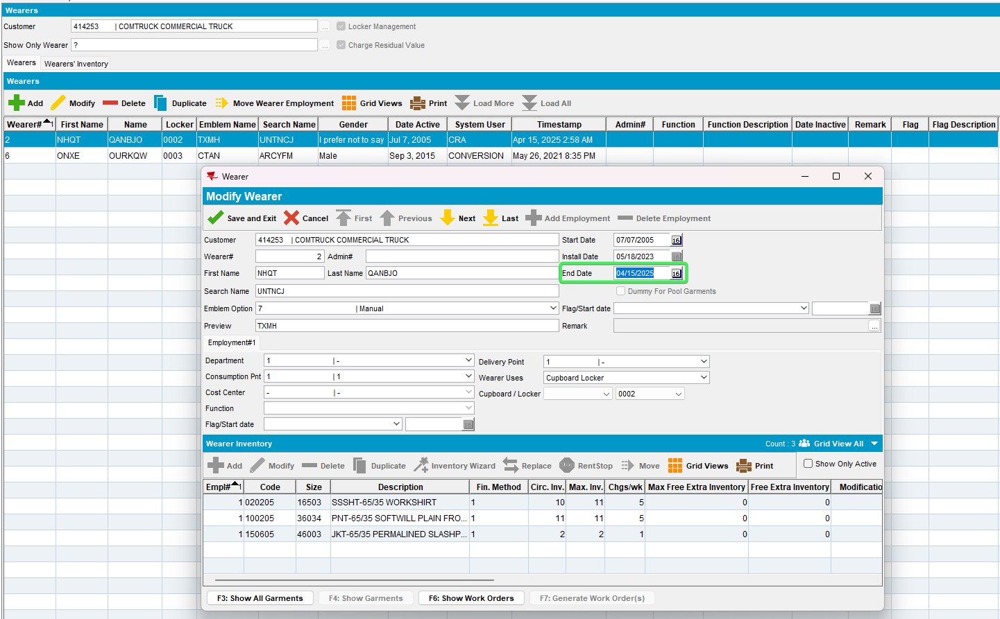 Wearers
Customer 414253 | COMTRUCK COMMERCIAL TRUCK ... Locker Management
Show Only Wearer ? ... Charge Residual Value
Wearers Wearers' Inventory
Wearers
Add Modify Delete Duplicate Move Wearer Employment Grid Views Print Load More Load All
Wearer# 1 First Name Name Locker Emblem Name Search Name Gender Date Active System User Timestamp Admin# Function Function Description Date Inactive Remark Flag Flag Description
2 NHQT QANBJO 0002 TXMH UNTNCJ I prefer not to say Jul 7, 2005 CRA Apr 15, 2025 2:58 AM
6 ONXE OURKQW 0003 CTAN ARCYFM Male Sep 3, 2015 CONVERSION May 26, 2021 8:35 PM
Wearer
Modify Wearer
Save and Exit Cancel First Previous Next Last Add Employment Delete Employment
Customer 414253 | COMTRUCK COMMERCIAL TRUCK Start Date 07/07/2005 16
Wearer# 2 Admin# Install Date 05/18/2023 16
First Name NHQT Last Name QANBJO End Date 04/15/2025 16
Search Name UNTNCJ Dummy For Pool Garments
Emblem Option 7 | Manual Flag/Start date 16
Preview TXMH Remark ...
Employment#1
Department 1 | - Delivery Point 1 | -
Consumption Pnt 1 | 1 Wearer Uses Cupboard Locker
Cost Center - | - Cupboard / Locker 0002
Function
Flag/Start date 16
Wearer Inventory Count : 3 Grid View All
Add Modify Delete Duplicate Inventory Wizard Replace RentStop Move Grid Views Print Show Only Active
Empl# 1 Code Size Description Fin. Method Circ. Inv. Max. Inv. Chgs/wk Max Free Extra Inventory Free Extra Inventory Modificatio
1 020205 16503 SSSHT-65/35 WORKSHIRT 1 10 11 5 0 0
1 100205 36034 PNT-65/35 SOFTWILL PLAIN FRO... 1 11 11 5 0 0
1 150605 46003 JKT-65/35 PERMALINED SLASHP... 1 2 2 1 0 0
F3: Show All Garments F4: Show Garments F6: Show Work Orders F7: Generate Work Order(s)